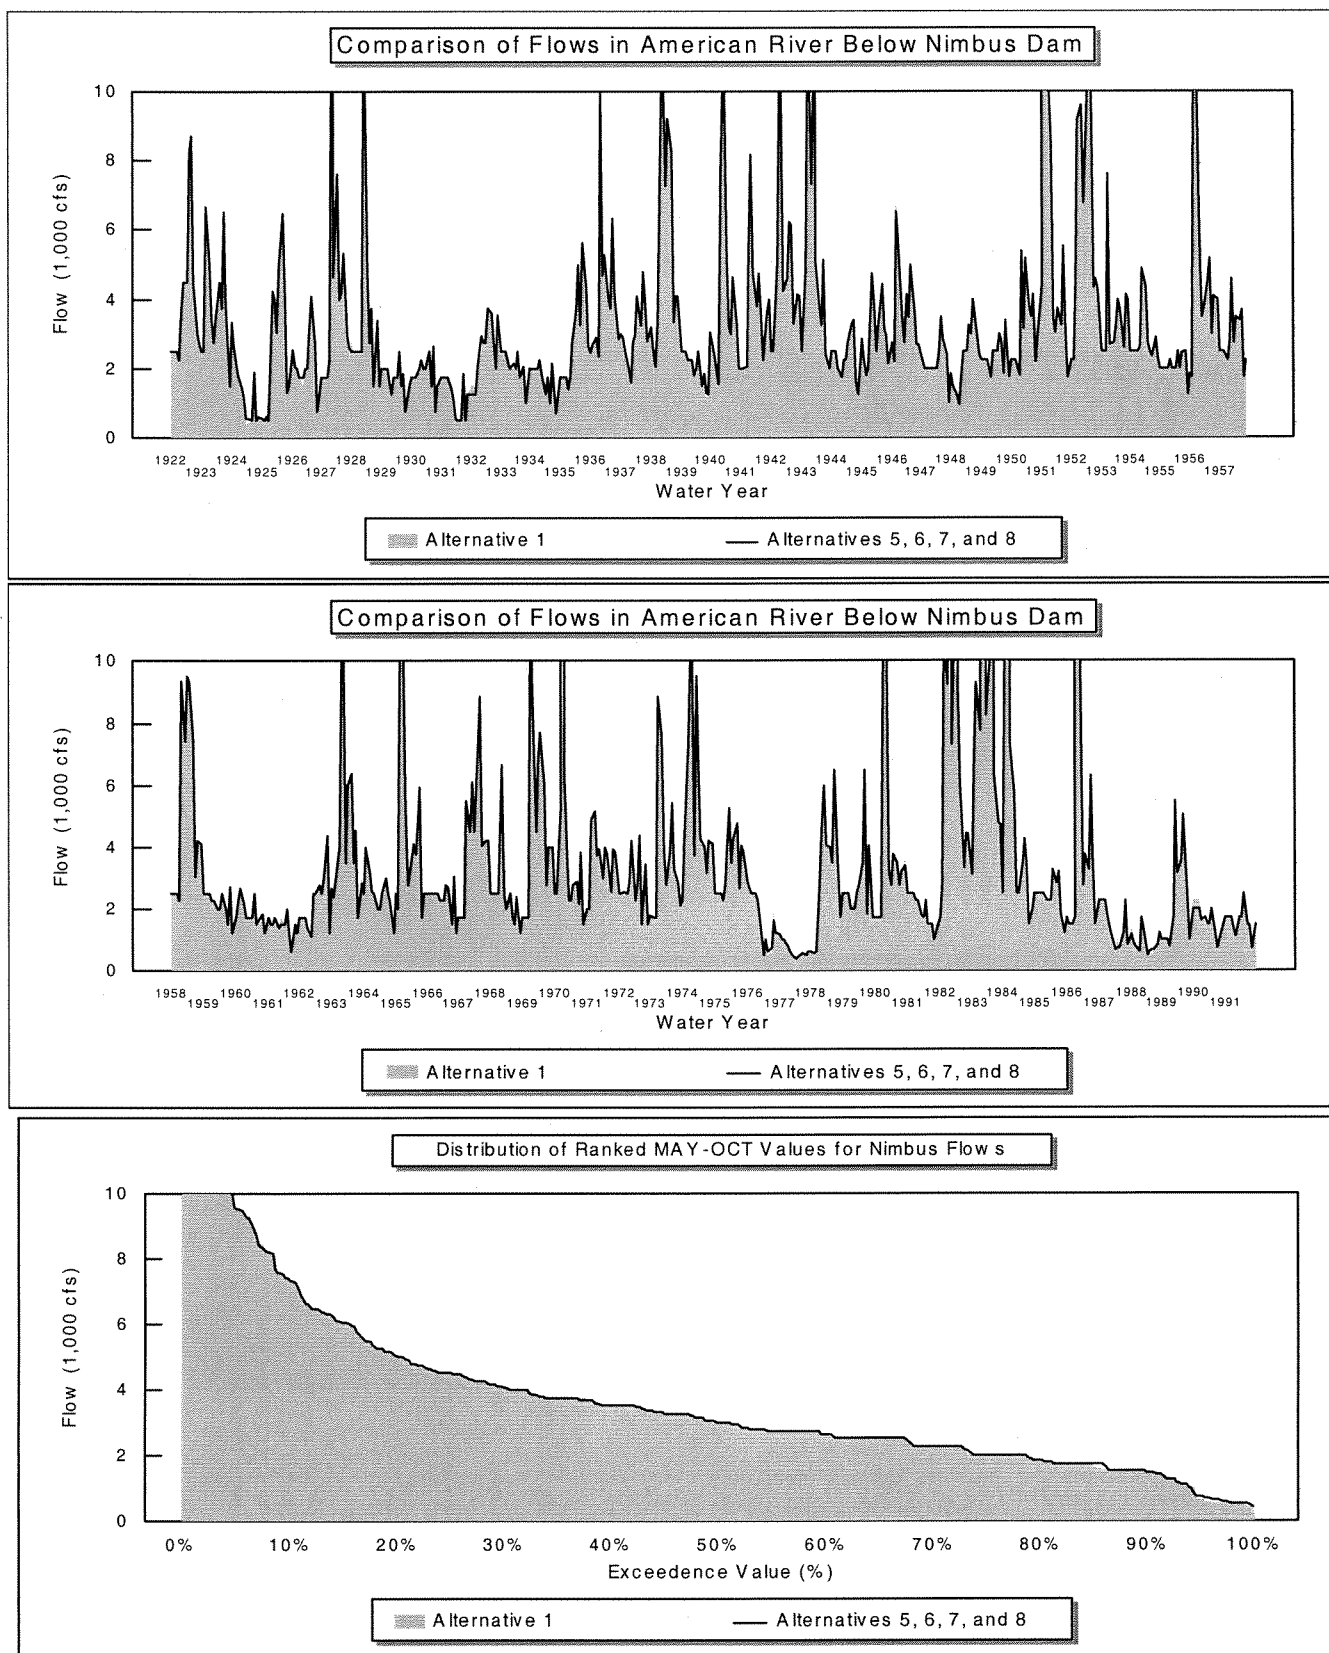 Comparison of Flows in American River Below Nimbus Dam
Flow (1,000 cfs)
10
8
6
4
2
0
1922 1924 1926 1928 1930 1932 1934 1936 1938 1940 1942 1944 1946 1948 1950 1952 1954 1956
1923 1925 1927 1929 1931 1933 1935 1937 1939 1941 1943 1945 1947 1949 1951 1953 1955 1957
Water Year
Alternative 1 Alternatives 5, 6, 7, and 8
Comparison of Flows in American River Below Nimbus Dam
Flow (1,000 cfs)
10
8
6
4
2
0
1958 1960 1962 1964 1966 1968 1970 1972 1974 1976 1978 1980 1982 1984 1986 1988 1990
1959 1961 1963 1965 1967 1969 1971 1973 1975 1977 1979 1981 1983 1985 1987 1989 1991
Water Year
Alternative 1 Alternatives 5, 6, 7, and 8
Distribution of Ranked MAY-OCT Values for Nimbus Flows
Flow (1,000 cfs)
10
8
6
4
2
0
0% 10% 20% 30% 40% 50% 60% 70% 80% 90% 100%
Exceedence Value (%)
Alternative 1 Alternatives 5, 6, 7, and 8